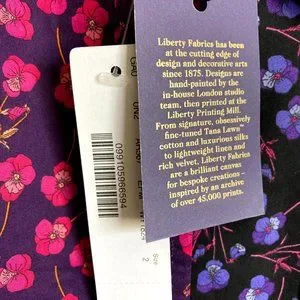 Liberty Fabrics has been
at the cutting edge of
design and decorative arts
since 1875. Designs are
hand-painted by the
in-house London studio
team, then printed at the
Liberty Printing Mill.
From signature, obsessively
fine-tuned Tana Lawn™
cotton and luxurious silks
to lightweight linen and
rich velvet. Liberty Fabrics
are a brilliant canvas
for bespoke creations –
inspired by an archive
of over 45,000 prints.
099105966594
Size
2